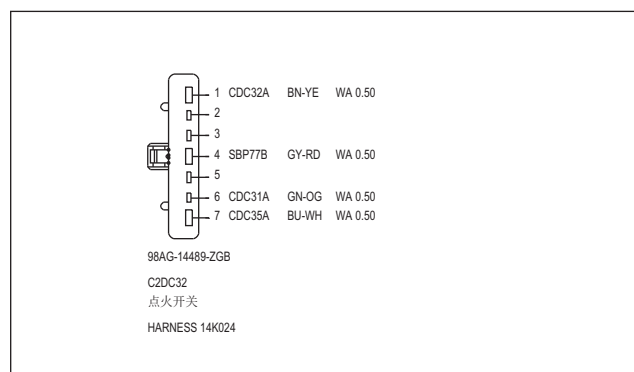 1 CDC32A BN-YE WA 0.50
2
3
4 SBP77B GY-RD WA 0.50
5
6 CDC31A GN-OG WA 0.50
7 CDC35A BU-WH WA 0.50
98AG-14489-ZGB
C2DC32
点火开关
HARNESS 14K024